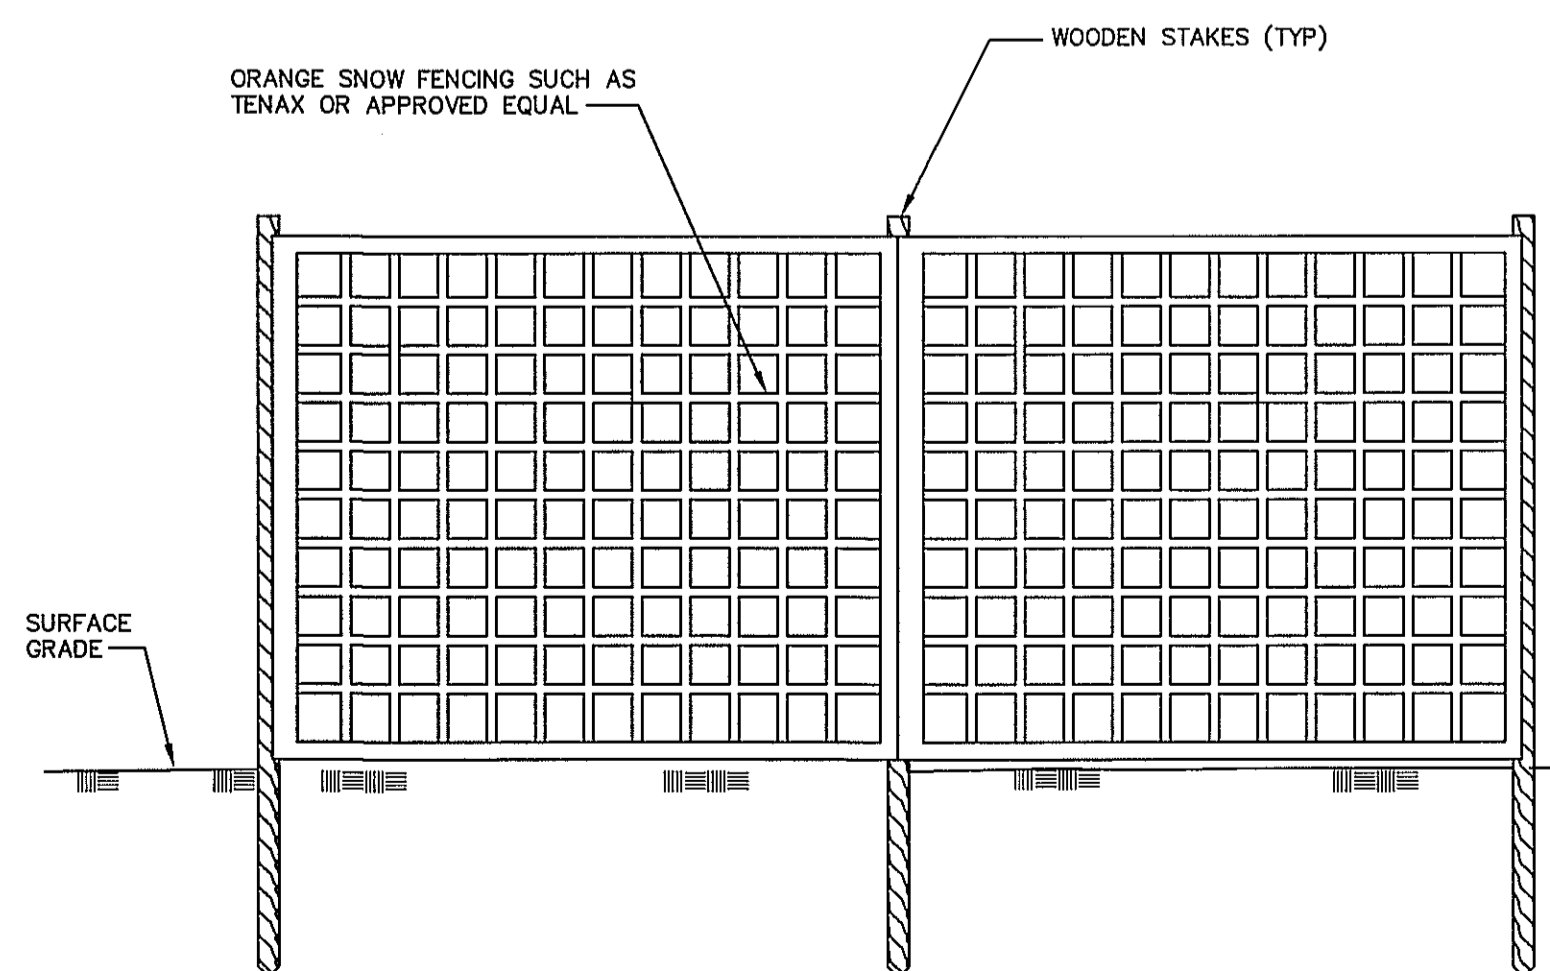 WOODEN STAKES (TYP)
ORANGE SNOW FENCING SUCH AS
TENAX OR APPROVED EQUAL
SURFACE
GRADE